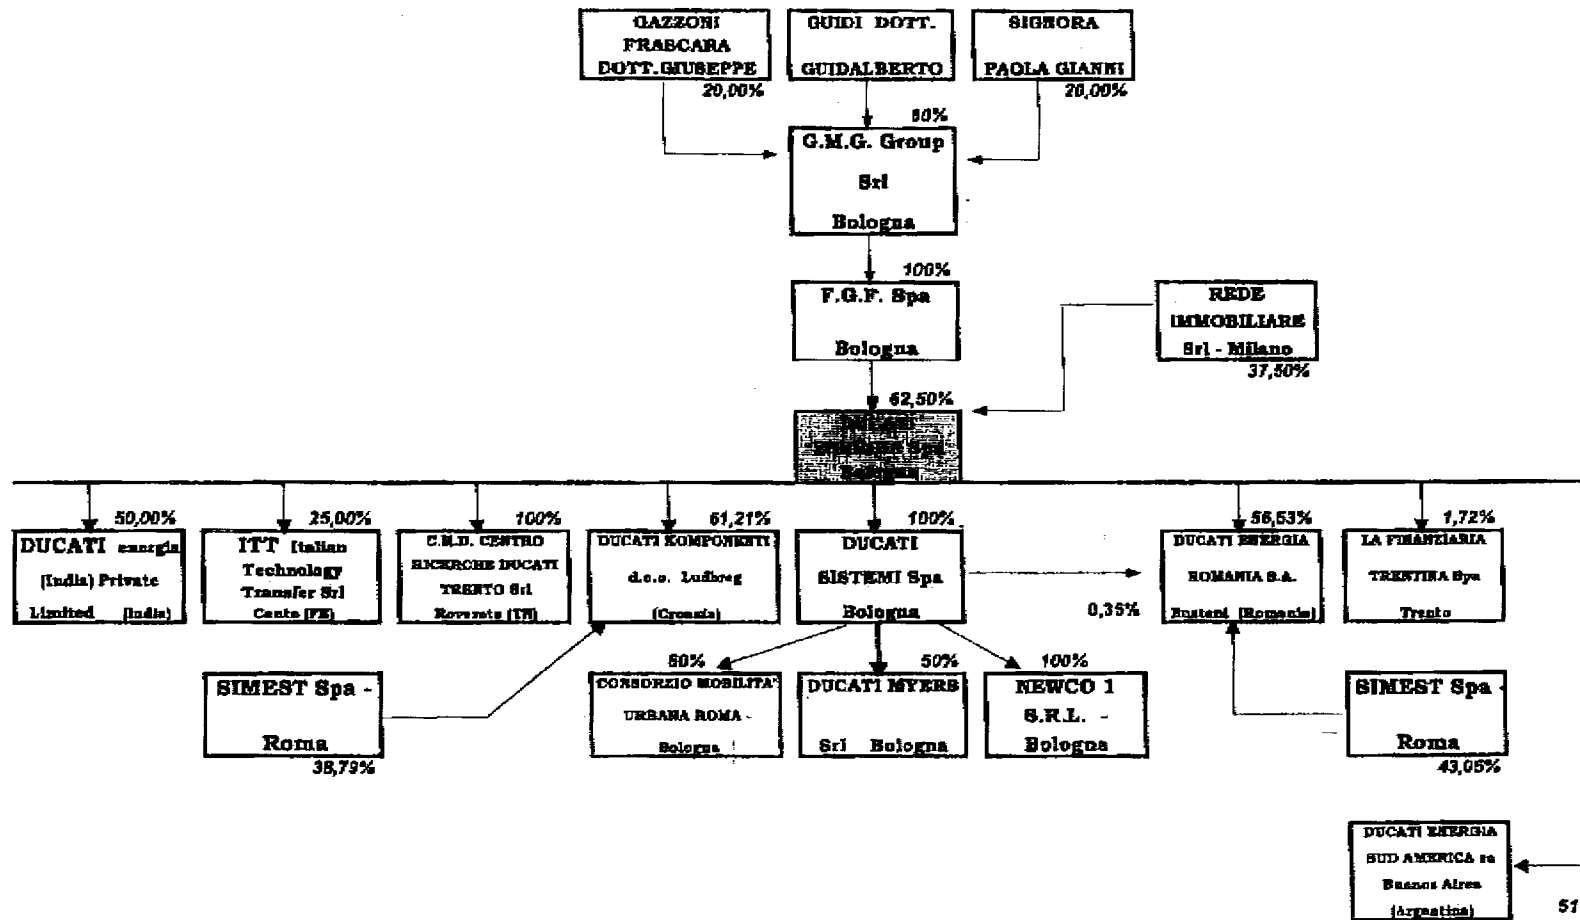 GAZZONI
FRASCARA
DOTT.GIUSEPPE
20,00%
GUIDI DOTT.
GUIDALBERTO
60%
SIGNORA
PAOLA GIANNI
20,00%
G.M.G. Group
Srl
Bologna
100%
F.G.F. Spa
Bologna
REDE
IMMOBILIARE
Srl - Milano
37,50%
62,50%
Spa
Bologna
50,00%
DUCATI energia
(India) Private
Limited (India)
25,00%
ITT (Italian
Technology
Transfer Srl
Cento (FE)
100%
CENTRO
RICERCHE DUCATI
TRENTO Srl
Rovereto (TN)
61,21%
DUCATI KOMPONENTI
d.o.o. Ludbreg
(Croazia)
100%
DUCATI
SISTEMI Spa
Bologna
0,35%
56,53%
DUCATI ENERGIA
ROMANIA S.A.
(Romania)
1,72%
LA FINANZIARIA
TRENTINA Spa
Trento
SIMEST Spa -
Roma
38,79%
CONSORZIO MOBILITA'
URBANA ROMA -
Bologna
50%
DUCATI MYERS
Srl Bologna
100%
NEWCO 1
S.R.L. -
Bologna
SIMEST Spa -
Roma
43,05%
DUCATI ENERGIA
SUD AMERICA sa
Buenos Aires
(Argentina)
51